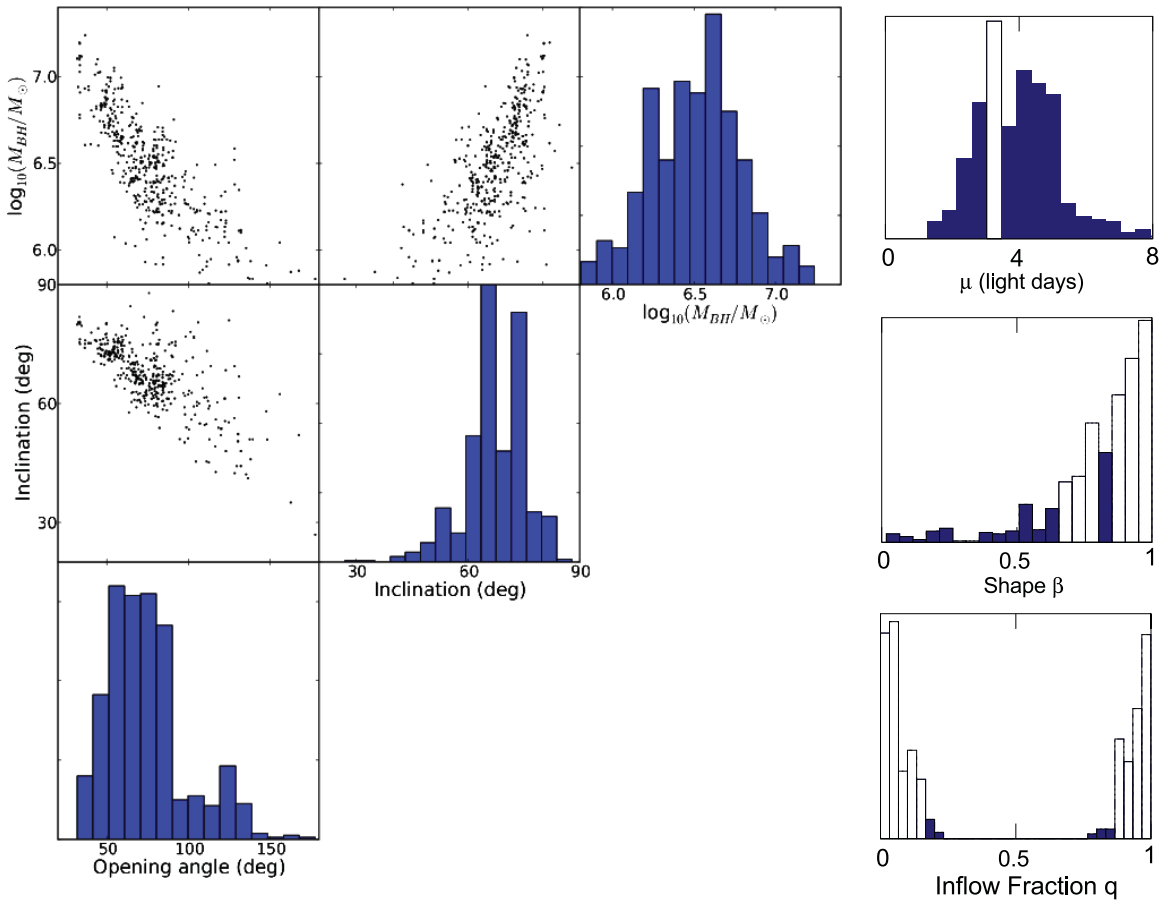 log₁₀(M_BH/M⊙)
7.0
6.5
6.0
6.0 6.5 7.0
log₁₀(M_BH/M⊙)
0 4 8
μ (light days)
Inclination (deg)
90
60
30
30 60 90
Inclination (deg)
0 0.5 1
Shape β
50 100 150
Opening angle (deg)
0 0.5 1
Inflow Fraction q